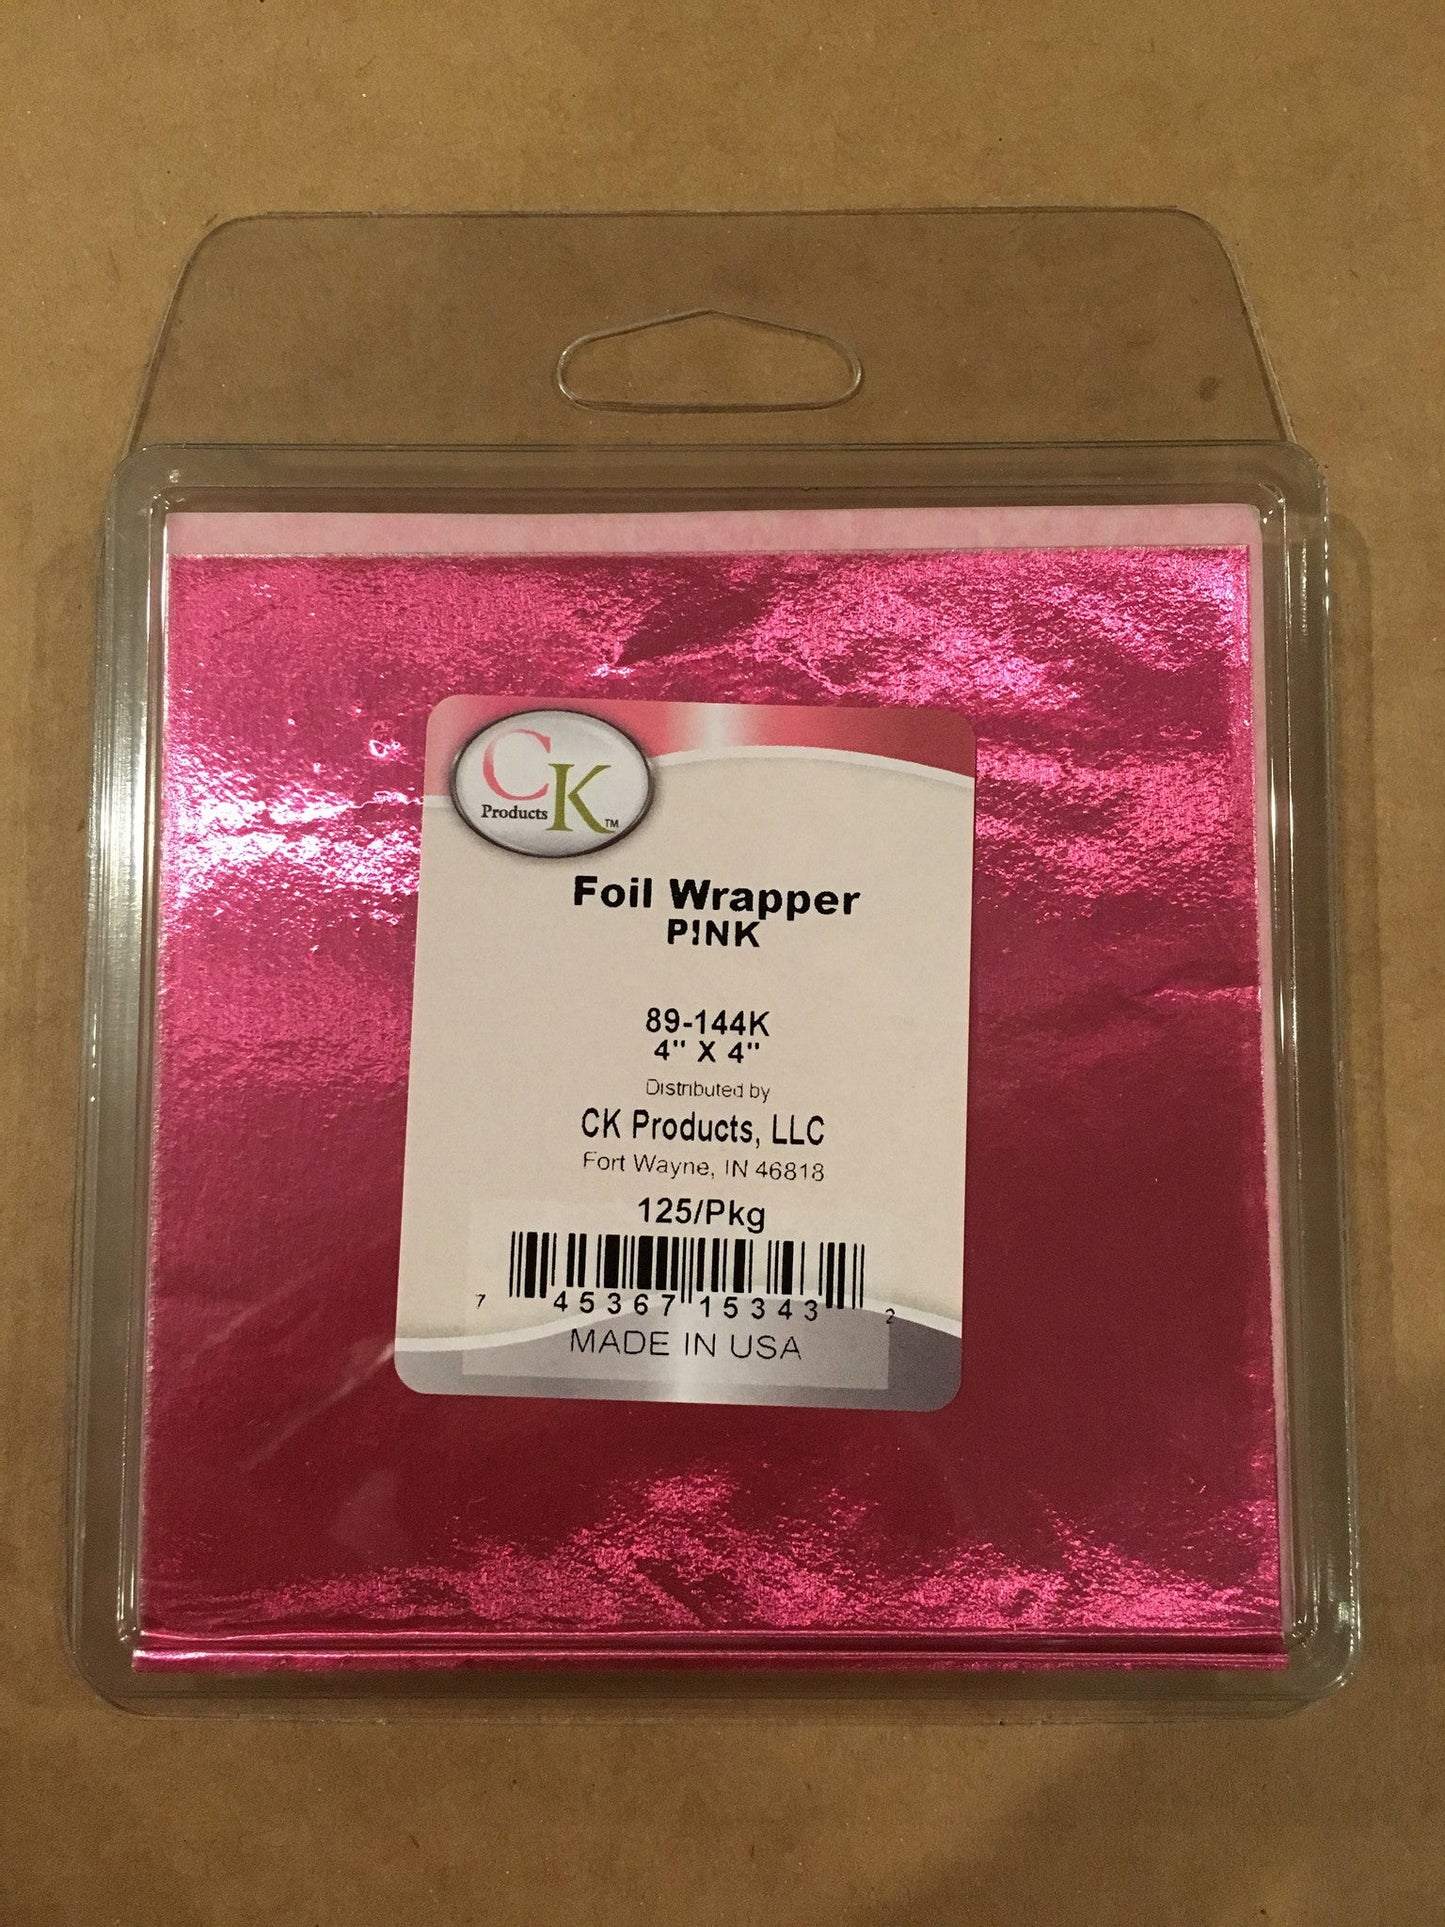 CK
Products ™
Foil Wrapper
PINK
89-144K
4" X 4"
Distributed by
CK Products, LLC
Fort Wayne, IN 46818
125/Pkg
7 45367 15343 2
MADE IN USA